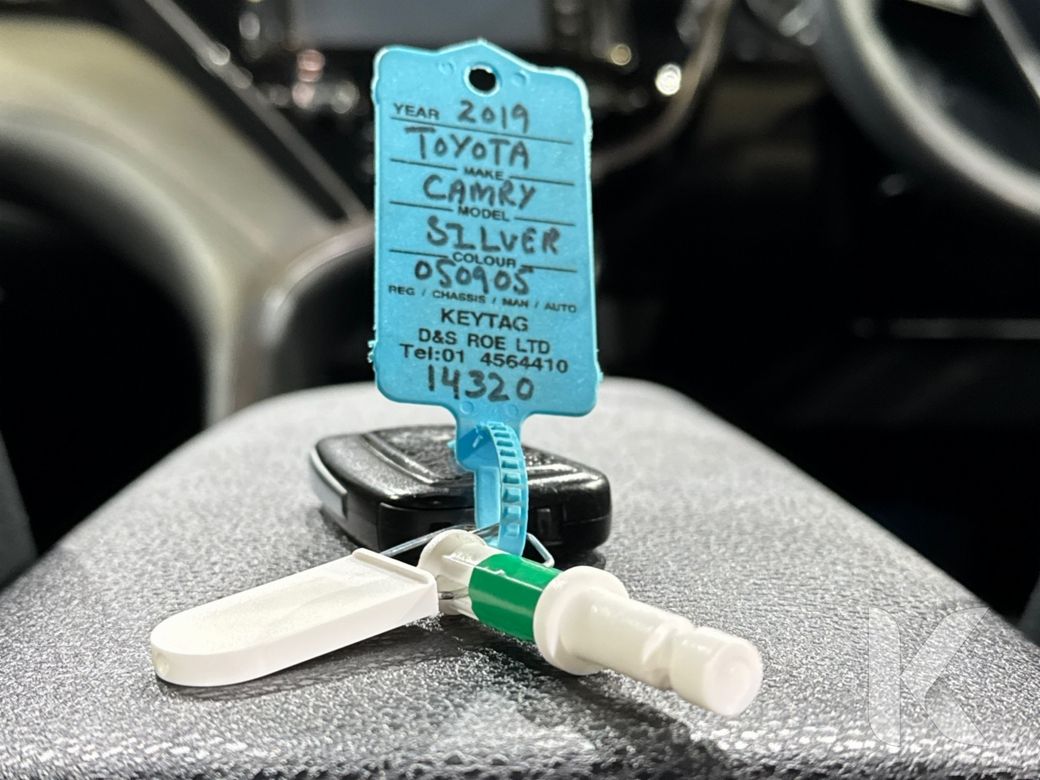 YEAR 2019
TOYOTA
MAKE
CAMRY
MODEL
SILVER
COLOUR
050905
REG / CHASSIS / MAN / AUTO
KEYTAG
D&S ROE LTD
Tel:01 4564410
14320
K